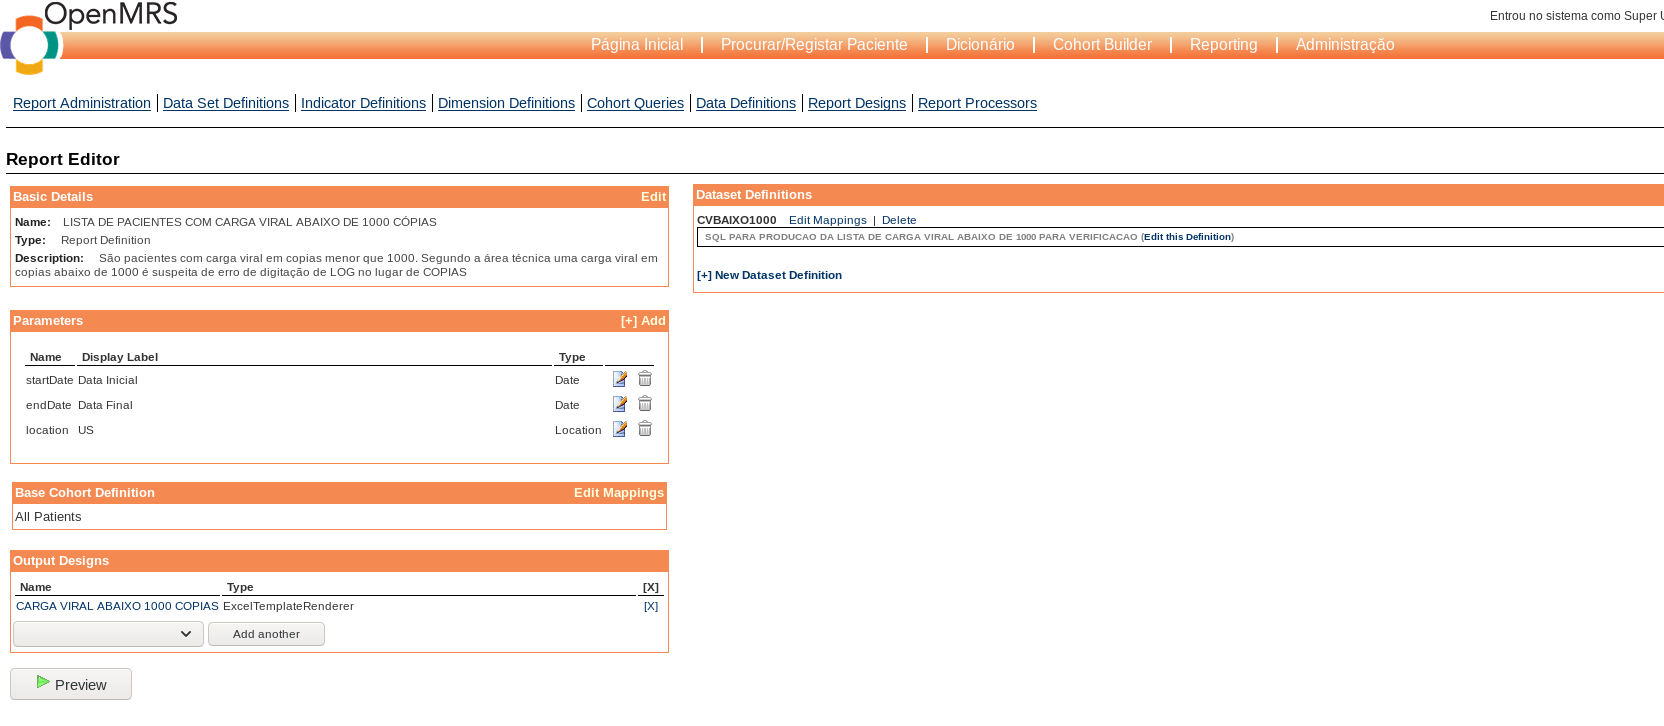 OpenMRS
Entrou no sistema como Super
Página Inicial | Procurar/Registar Paciente | Dicionário | Cohort Builder | Reporting | Administração
Report Administration | Data Set Definitions | Indicator Definitions | Dimension Definitions | Cohort Queries | Data Definitions | Report Designs | Report Processors
Report Editor
Basic Details Edit
Name: LISTA DE PACIENTES COM CARGA VIRAL ABAIXO DE 1000 CÓPIAS
Type: Report Definition
Description: São pacientes com carga viral em copias menor que 1000. Segundo a área técnica uma carga viral em
copias abaixo de 1000 é suspeita de erro de digitação de LOG no lugar de COPIAS
Parameters [+] Add
Name Display Label Type
startDate Data Inicial Date
endDate Data Final Date
location US Location
Base Cohort Definition Edit Mappings
All Patients
Output Designs
Name Type [X]
CARGA VIRAL ABAIXO 1000 COPIAS ExcelTemplateRenderer [X]
Add another
Preview
Dataset Definitions
CVBAIXO1000 Edit Mappings | Delete
SQL PARA PRODUCAO DA LISTA DE CARGA VIRAL ABAIXO DE 1000 PARA VERIFICACAO (Edit this Definition)
[+] New Dataset Definition